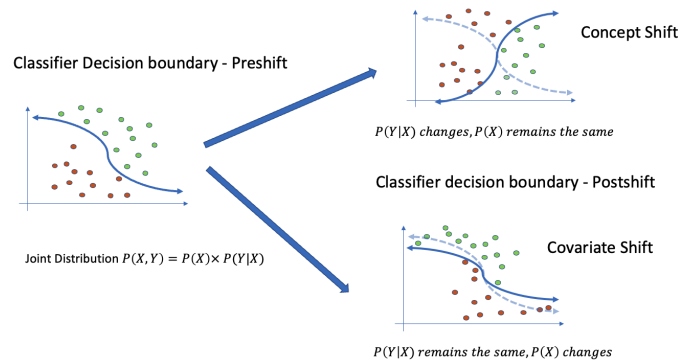 Classifier Decision boundary - Preshift
Joint Distribution P(X, Y) = P(X)× P(Y|X)
Concept Shift
P(Y|X) changes, P(X) remains the same
Classifier decision boundary - Postshift
Covariate Shift
P(Y|X) remains the same, P(X) changes